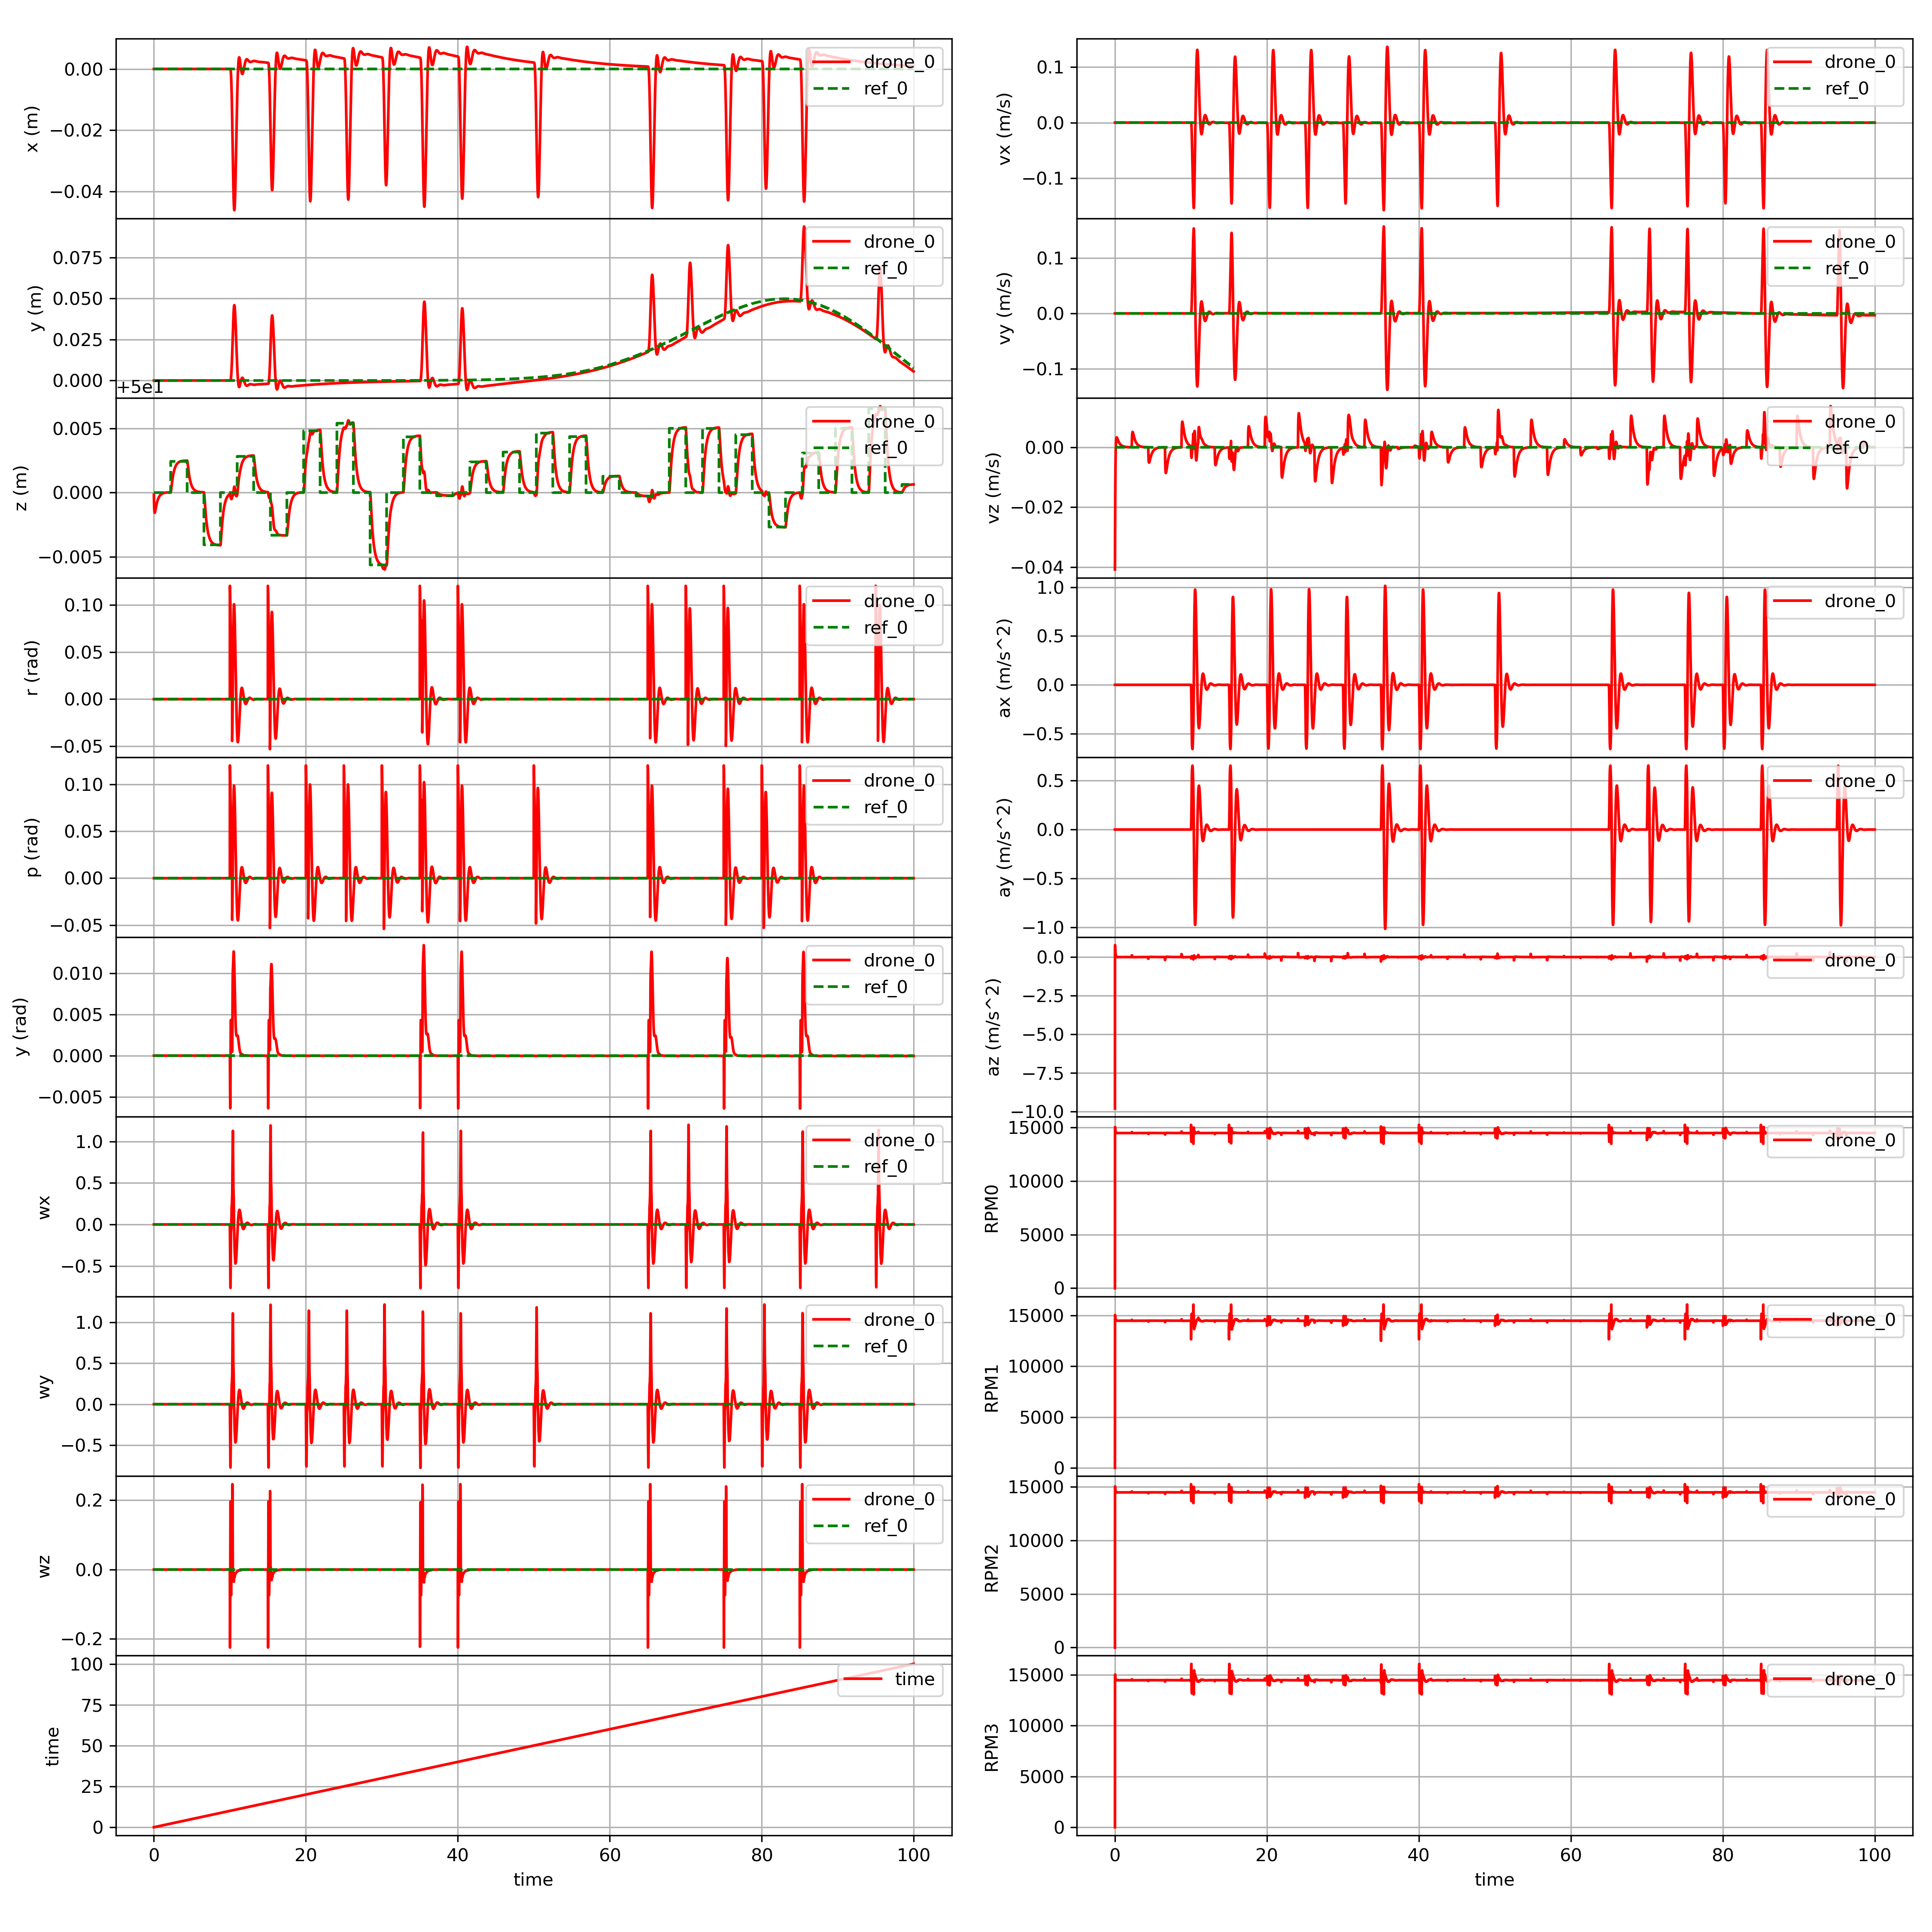 x (m)
0.00
−0.02
−0.04
drone_0
ref_0
y (m)
0.075
0.050
0.025
0.000
drone_0
ref_0
+5e1
z (m)
0.005
0.000
−0.005
drone_0
ref_0
r (rad)
0.10
0.05
0.00
−0.05
drone_0
ref_0
p (rad)
0.10
0.05
0.00
−0.05
drone_0
ref_0
y (rad)
0.010
0.005
0.000
−0.005
drone_0
ref_0
wx
1.0
0.5
0.0
−0.5
drone_0
ref_0
wy
1.0
0.5
0.0
−0.5
drone_0
ref_0
wz
0.2
0.0
−0.2
drone_0
ref_0
time
100
75
50
25
0
time
0 20 40 60 80 100
time
vx (m/s)
0.1
0.0
−0.1
drone_0
ref_0
vy (m/s)
0.1
0.0
−0.1
drone_0
ref_0
vz (m/s)
0.00
−0.02
−0.04
drone_0
ref_0
ax (m/s^2)
1.0
0.5
0.0
−0.5
drone_0
ay (m/s^2)
0.5
0.0
−0.5
−1.0
drone_0
az (m/s^2)
0.0
−2.5
−5.0
−7.5
−10.0
drone_0
RPM0
15000
10000
5000
0
drone_0
RPM1
15000
10000
5000
0
drone_0
RPM2
15000
10000
5000
0
drone_0
RPM3
15000
10000
5000
0
drone_0
0 20 40 60 80 100
time